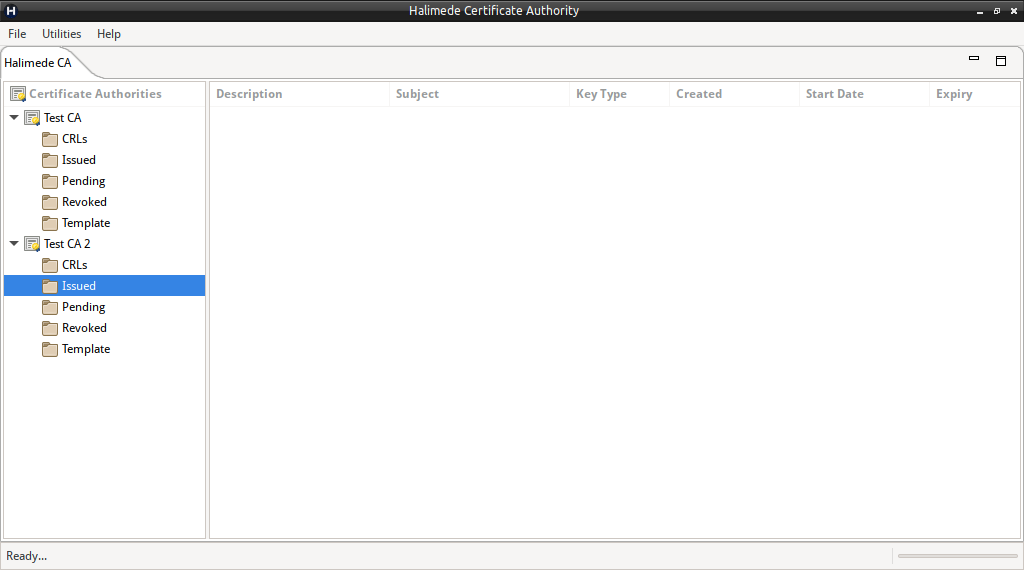 H Halimede Certificate Authority
File Utilities Help
Halimede CA
Certificate Authorities
Description Subject Key Type Created Start Date Expiry
Test CA
CRLs
Issued
Pending
Revoked
Template
Test CA 2
CRLs
Issued
Pending
Revoked
Template
Ready...